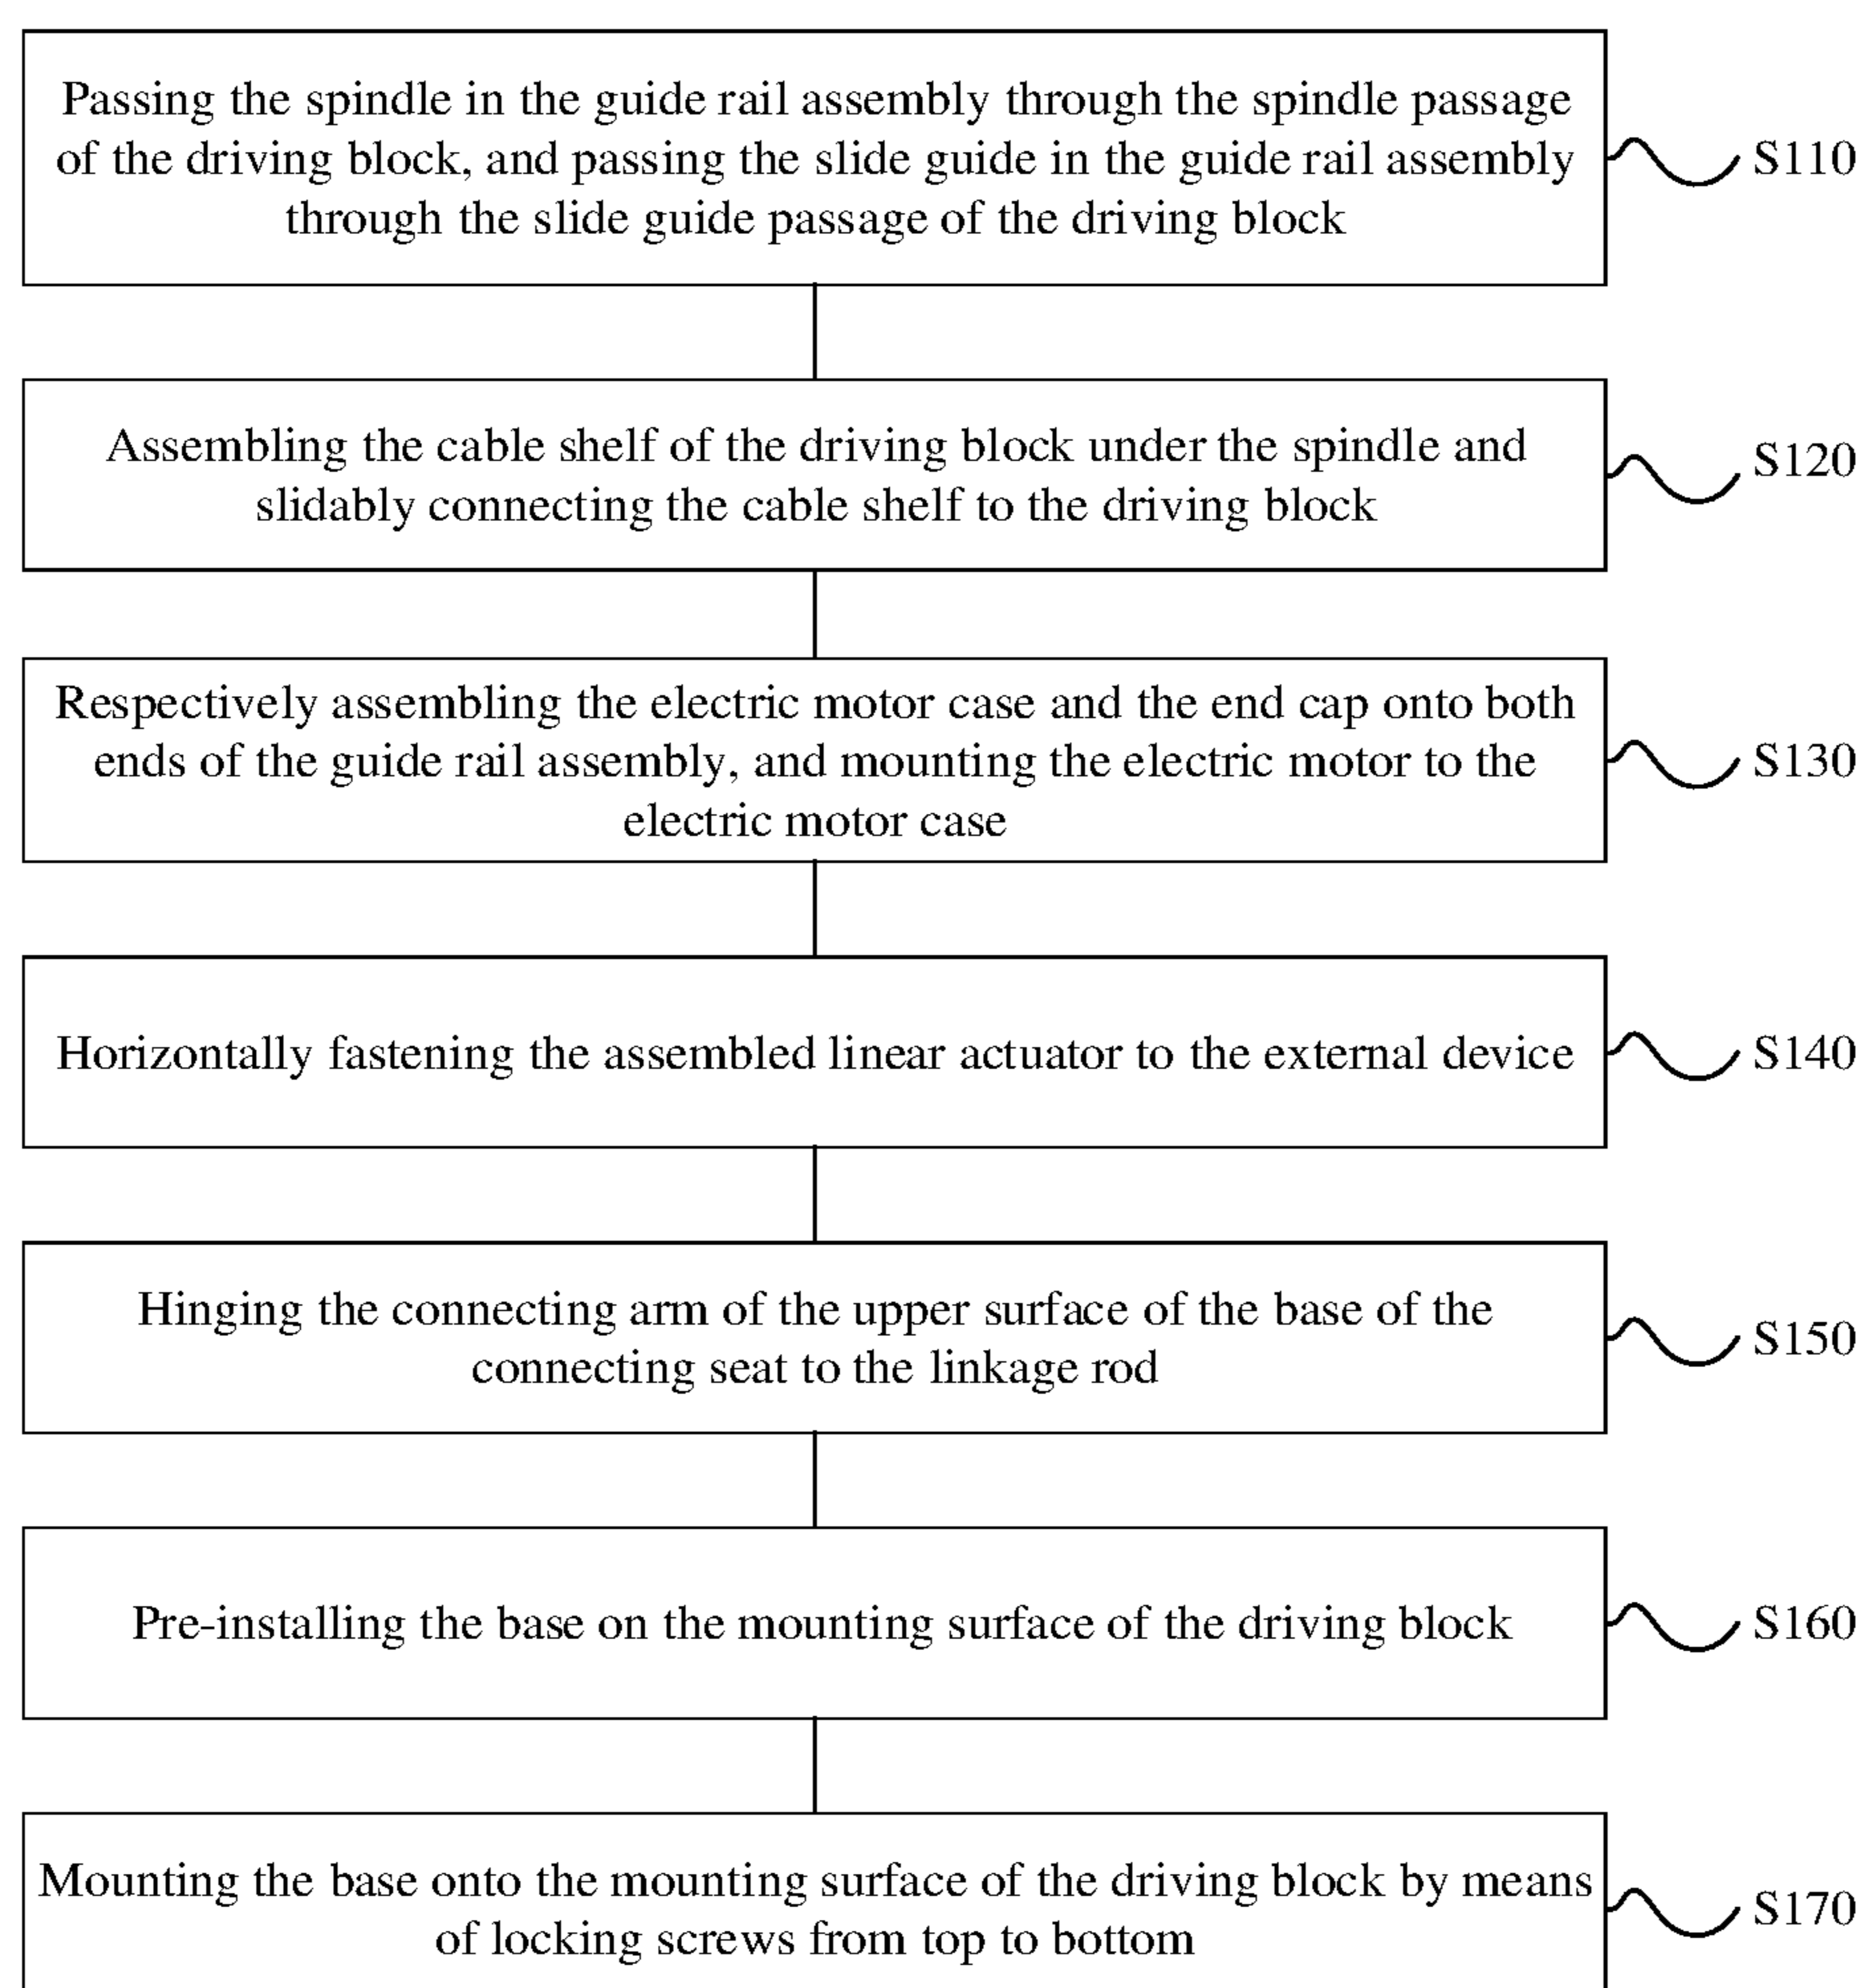 Passing the spindle in the guide rail assembly through the spindle passage
of the driving block, and passing the slide guide in the guide rail assembly
through the slide guide passage of the driving block
S110
Assembling the cable shelf of the driving block under the spindle and
slidably connecting the cable shelf to the driving block
S120
Respectively assembling the electric motor case and the end cap onto both
ends of the guide rail assembly, and mounting the electric motor to the
electric motor case
S130
Horizontally fastening the assembled linear actuator to the external device
S140
Hinging the connecting arm of the upper surface of the base of the
connecting seat to the linkage rod
S150
Pre-installing the base on the mounting surface of the driving block
S160
Mounting the base onto the mounting surface of the driving block by means
of locking screws from top to bottom
S170